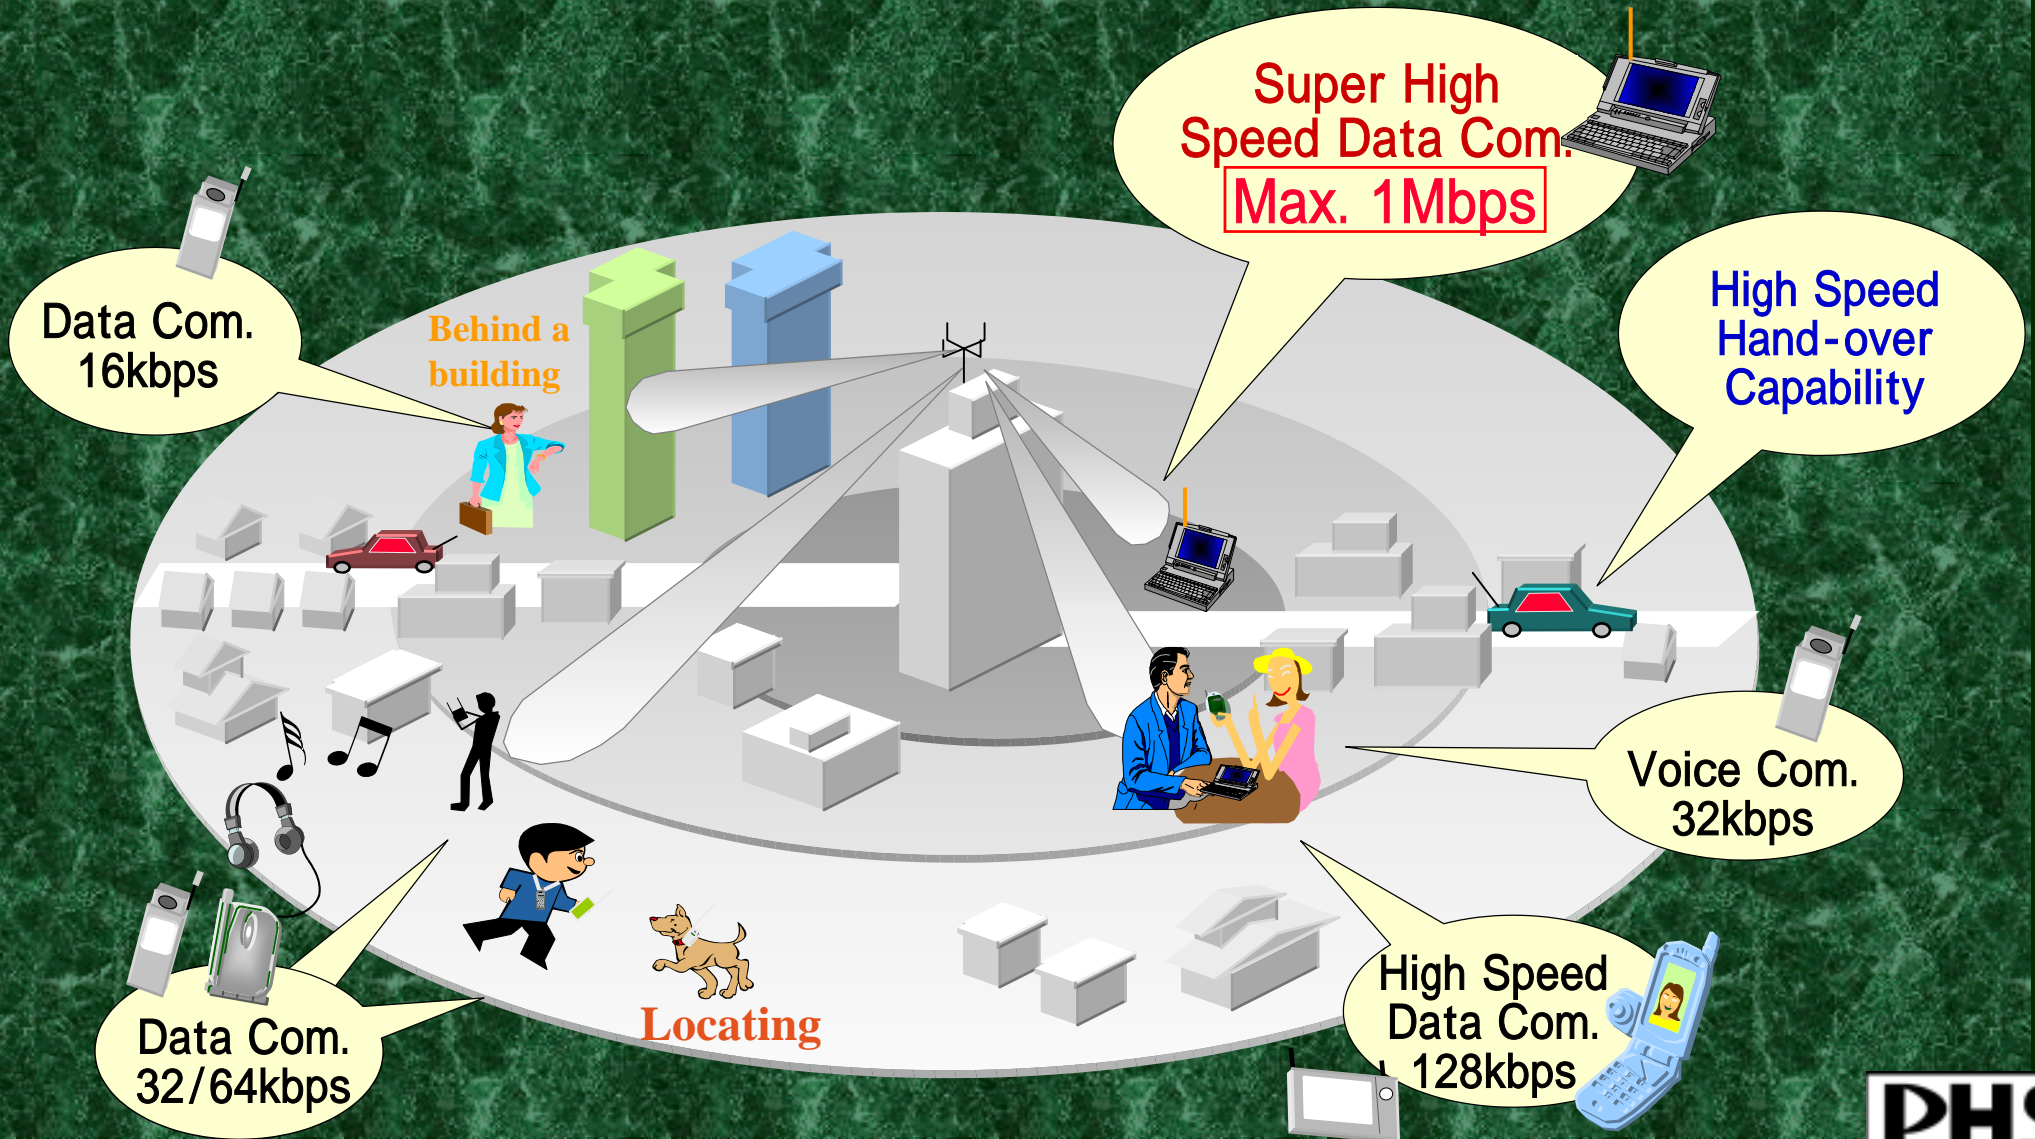 Super High
Speed Data Com.
Max. 1Mbps
High Speed
Hand-over
Capability
Data Com.
16kbps
Behind a
building
Voice Com.
32kbps
High Speed
Data Com.
128kbps
Data Com.
32/64kbps
Locating